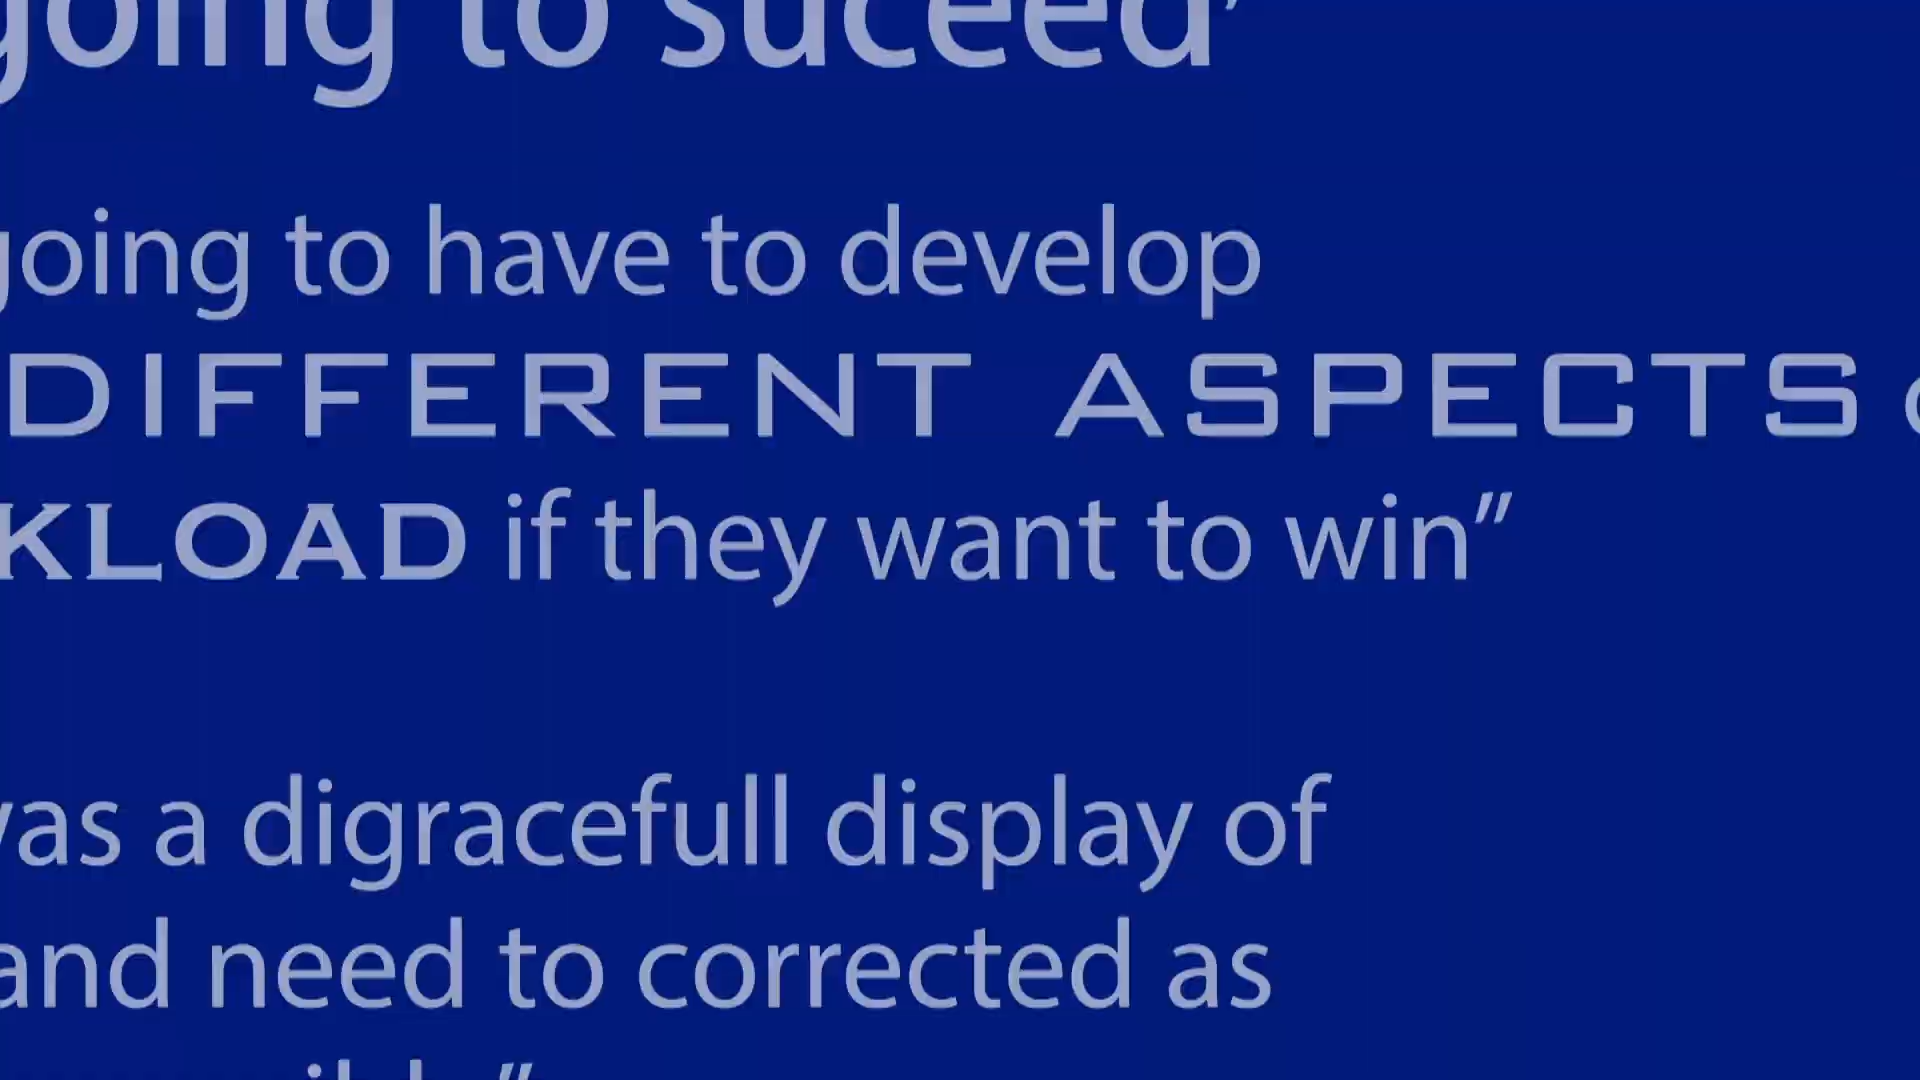 going to suceed’
going to have to develop
DIFFERENT ASPECTS
KLOAD if they want to win”
was a digracefull display of
and need to corrected as